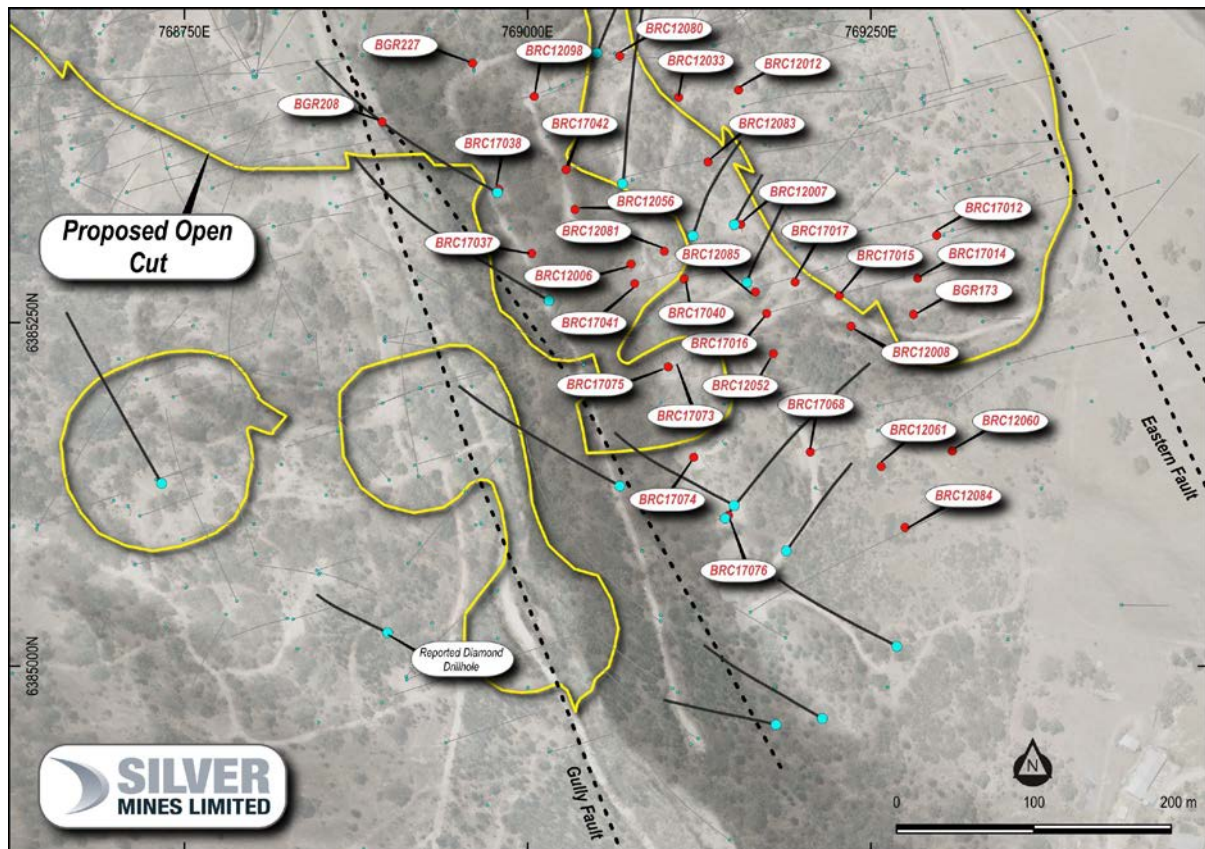 768750E
769000E
769250E
BGR227
BRC12098
BRC12080
BRC12033
BRC12012
BGR208
BRC17038
BRC17042
BRC12083
Proposed Open
Cut
BRC12056
BRC12007
BRC17012
BRC17037
BRC12081
BRC12006
BRC12085
BRC17017
BRC17015
BRC17014
BGR173
6385250N
BRC17041
BRC17040
BRC17016
BRC12008
BRC17075
BRC12052
BRC17073
BRC17068
BRC12061
BRC12060
Eastern Fault
BRC17074
BRC12084
BRC17076
Reported Diamond
Drillhole
6385000N
Gully Fault
SILVER
MINES LIMITED
N
0 100 200 m